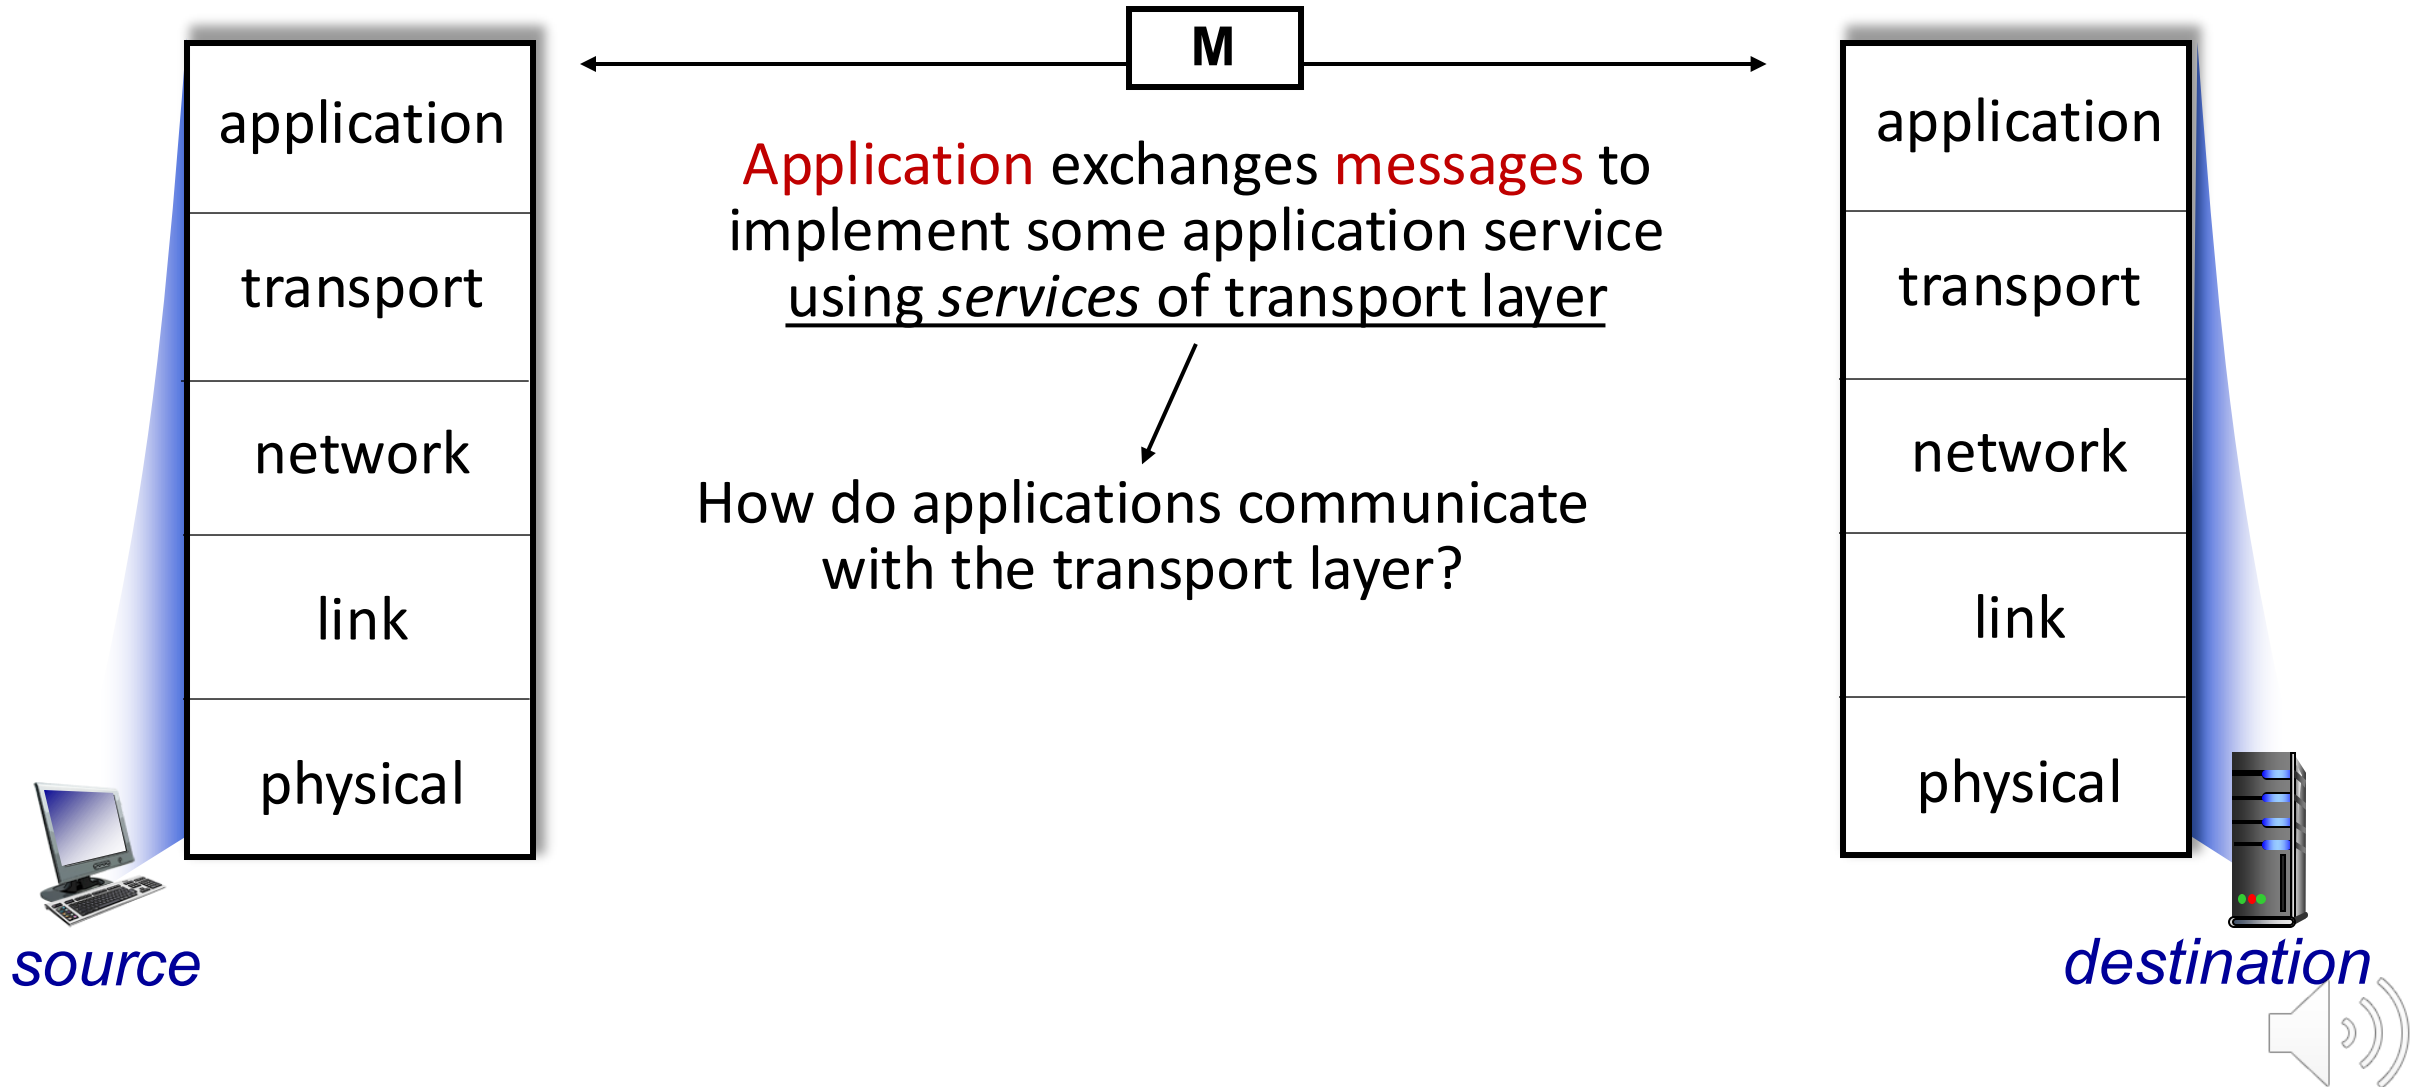 M
application
transport
network
link
physical
source
Application exchanges messages to
implement some application service
using services of transport layer
How do applications communicate
with the transport layer?
application
transport
network
link
physical
destination